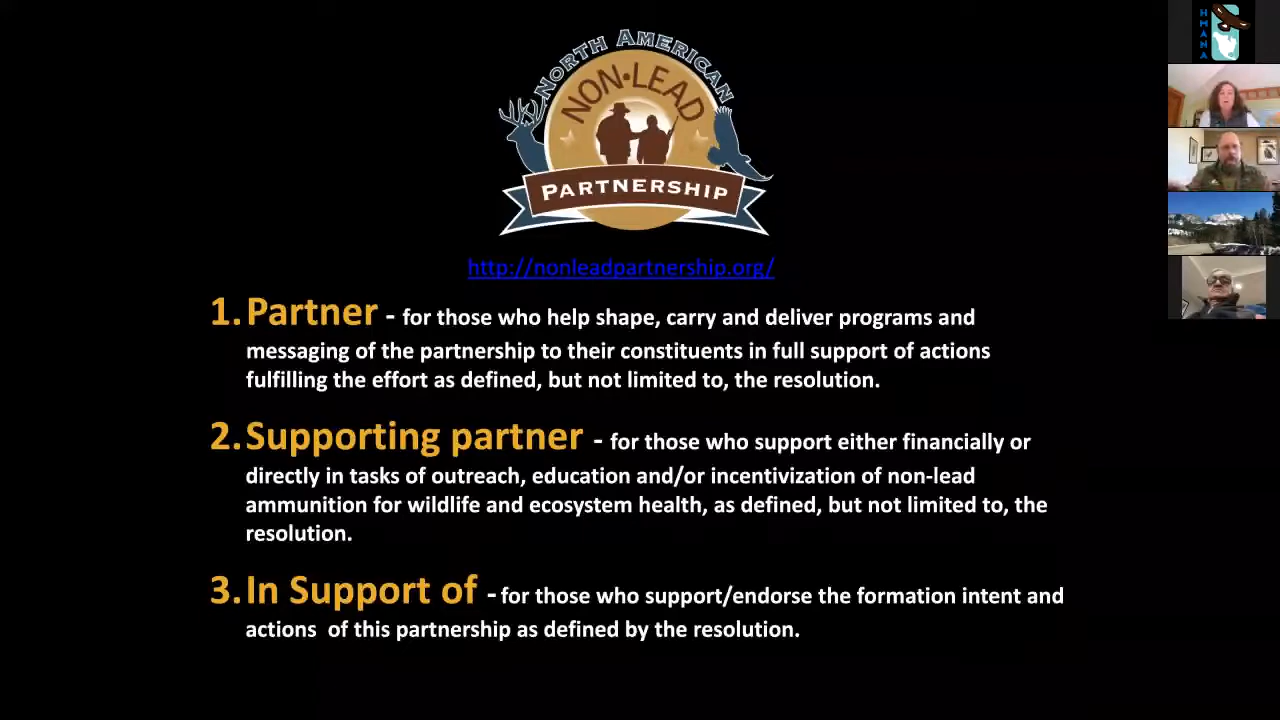 NORTH AMERICAN
NON•LEAD
PARTNERSHIP
http://nonleadpartnership.org/
1. Partner - for those who help shape, carry and deliver programs and
messaging of the partnership to their constituents in full support of actions
fulfilling the effort as defined, but not limited to, the resolution.
2. Supporting partner - for those who support either financially or
directly in tasks of outreach, education and/or incentivization of non-lead
ammunition for wildlife and ecosystem health, as defined, but not limited to, the
resolution.
3. In Support of - for those who support/endorse the formation intent and
actions of this partnership as defined by the resolution.
HMANA